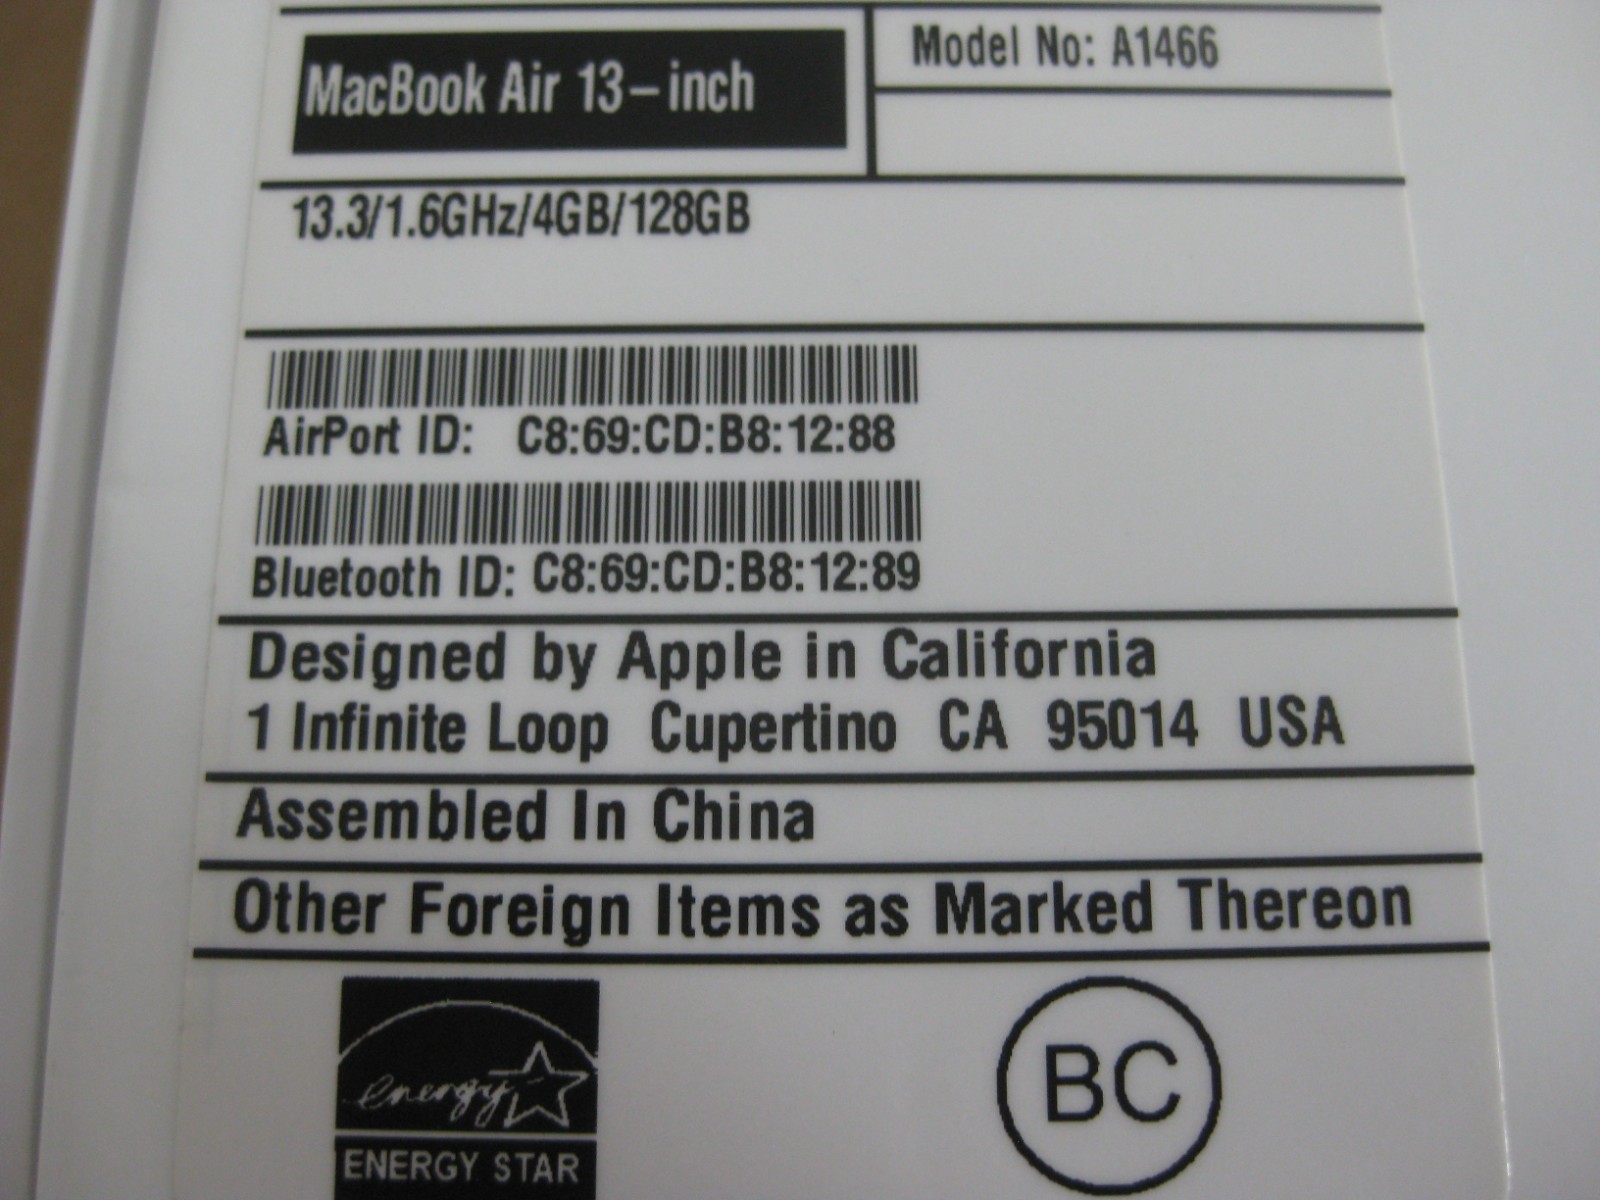 MacBook Air 13-inch
Model No: A1466
13.3/1.6GHz/4GB/128GB
AirPort ID: C8:69:CD:B8:12:88
Bluetooth ID: C8:69:CD:B8:12:89
Designed by Apple in California
1 Infinite Loop Cupertino CA 95014 USA
Assembled In China
Other Foreign Items as Marked Thereon
energy
ENERGY STAR
BC